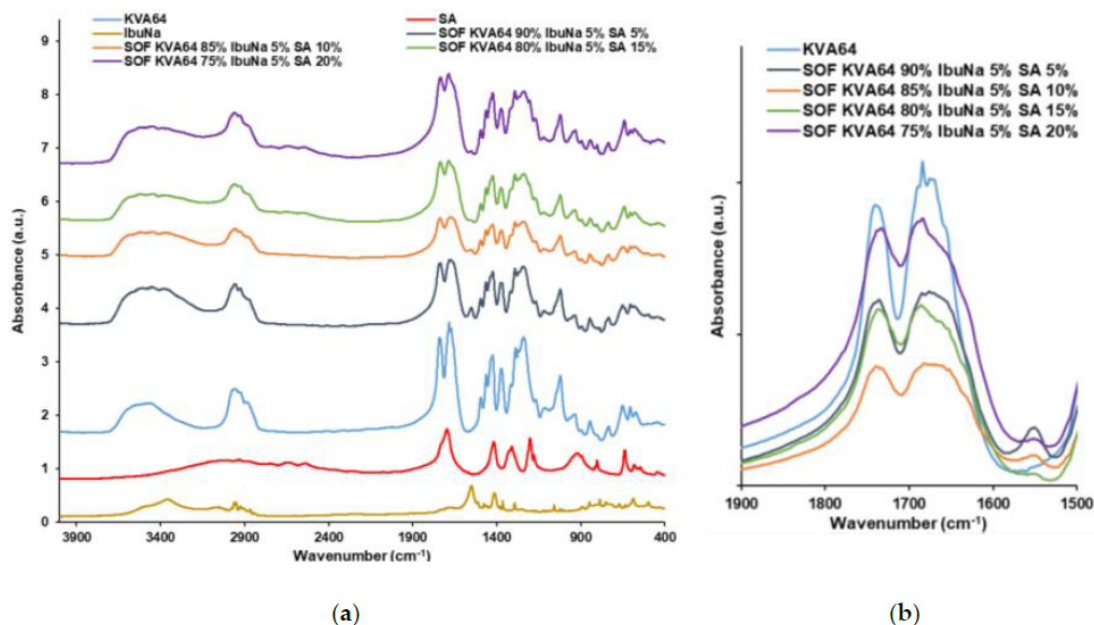 KVA64
SA
IbuNa
SOF KVA64 90% IbuNa 5% SA 5%
SOF KVA64 85% IbuNa 5% SA 10%
SOF KVA64 80% IbuNa 5% SA 15%
SOF KVA64 75% IbuNa 5% SA 20%
9
8
7
6
5
4
3
2
1
0
Absorbance (a.u.)
3900 3400 2900 2400 1900 1400 900 400
Wavenumber (cm⁻¹)
(a)
KVA64
SOF KVA64 90% IbuNa 5% SA 5%
SOF KVA64 85% IbuNa 5% SA 10%
SOF KVA64 80% IbuNa 5% SA 15%
SOF KVA64 75% IbuNa 5% SA 20%
Absorbance (a.u.)
1900 1800 1700 1600 1500
Wavenumber (cm⁻¹)
(b)